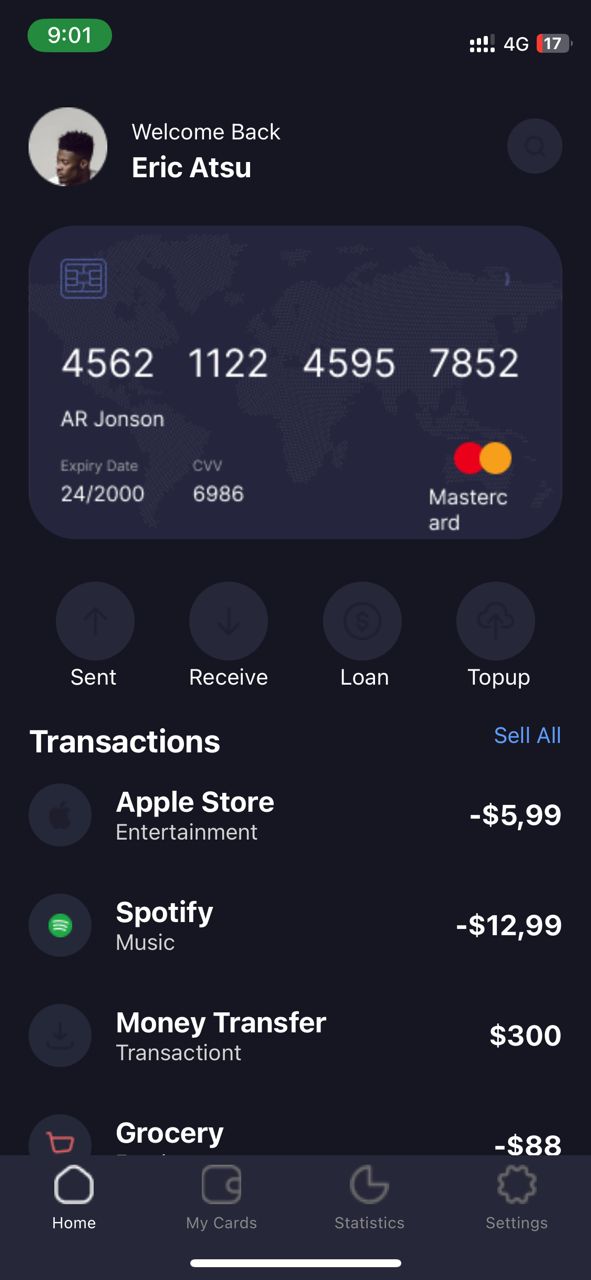 9:01
4G
17
Welcome Back
Eric Atsu
4562 1122 4595 7852
AR Jonson
Expiry Date
CVV
24/2000
6986
Masterc
ard
Sent
Receive
Loan
Topup
Transactions
Sell All
Apple Store
Entertainment
-$5,99
Spotify
Music
-$12,99
Money Transfer
Transactiont
$300
Grocery
-$88
Home
My Cards
Statistics
Settings